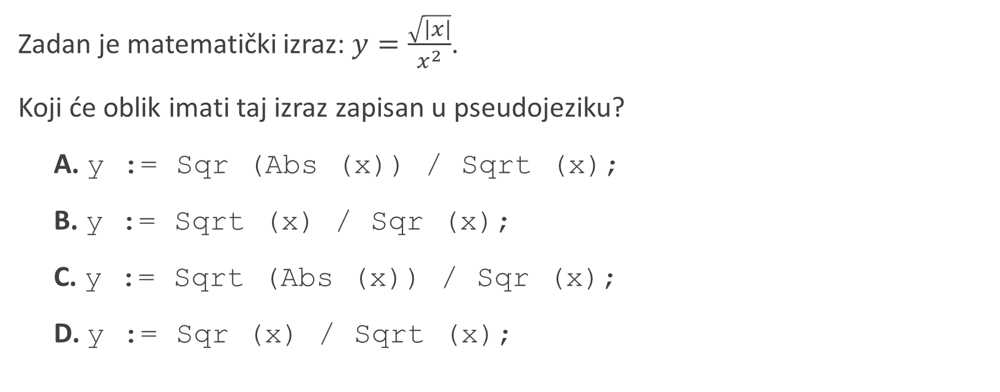 Zadan je matematički izraz: $y = \frac{\sqrt{|x|}}{x^2}$.
Koji će oblik imati taj izraz zapisan u pseudojeziku?
A. y := Sqr (Abs (x)) / Sqrt (x);
B. y := Sqrt (x) / Sqr (x);
C. y := Sqrt (Abs (x)) / Sqr (x);
D. y := Sqr (x) / Sqrt (x);